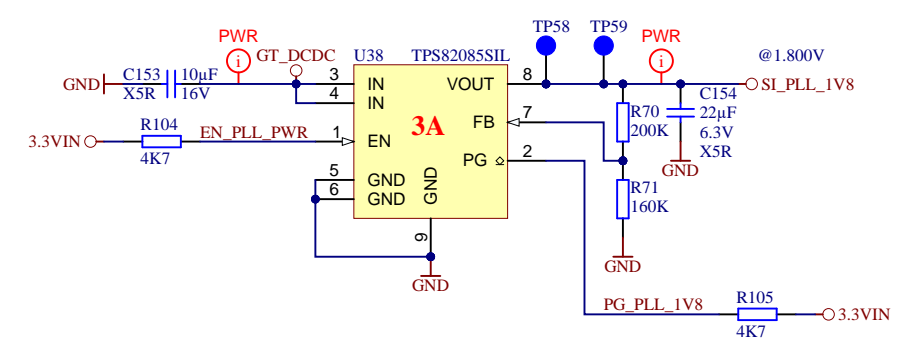 TP58
TP59
PWR
GT_DCDC
U38
TPS82085SIL
PWR
@1.800V
GND
C153
10µF
X5R
16V
3
IN
4
IN
VOUT
8
SI_PLL_1V8
C154
22µF
6.3V
X5R
GND
R70
200K
FB
7
3A
3.3VIN
R104
4K7
EN_PLL_PWR
1
EN
PG
2
5
GND
6
GND
GND
9
GND
R71
160K
GND
PG_PLL_1V8
R105
4K7
3.3VIN
i
i